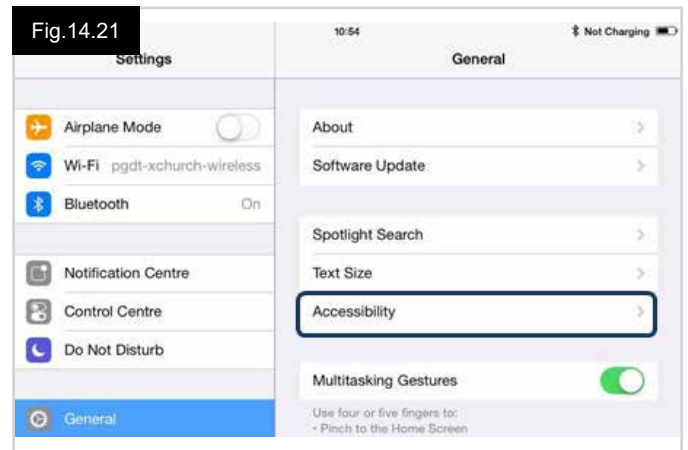 Fig.14.21
10:54
Not Charging
Settings
General
Airplane Mode
Wi-Fi pgdt-xchurch-wireless
Bluetooth On
Notification Centre
Control Centre
Do Not Disturb
General
About
Software Update
Spotlight Search
Text Size
Accessibility
Multitasking Gestures
Use four or five fingers to:
• Pinch to the Home Screen